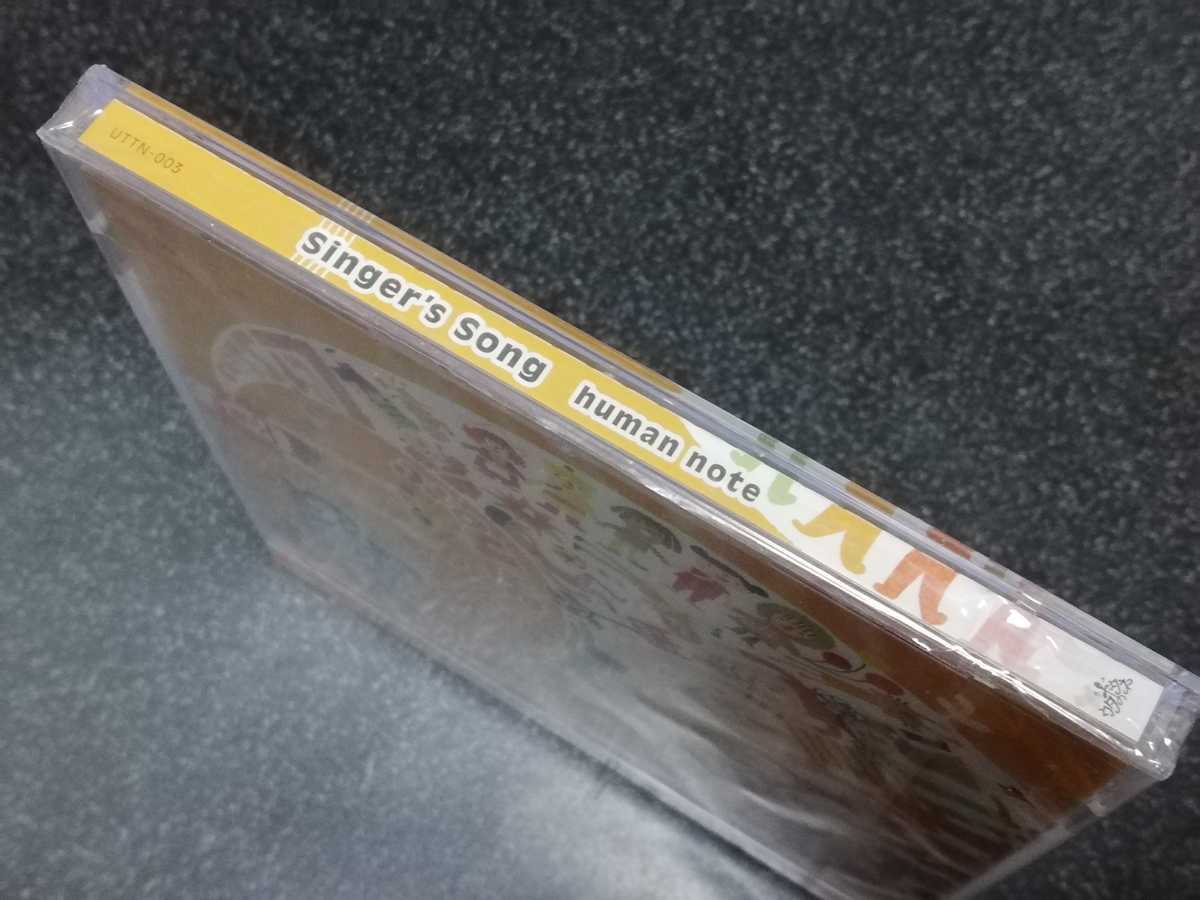 UTTN-003
Singer's Song human note